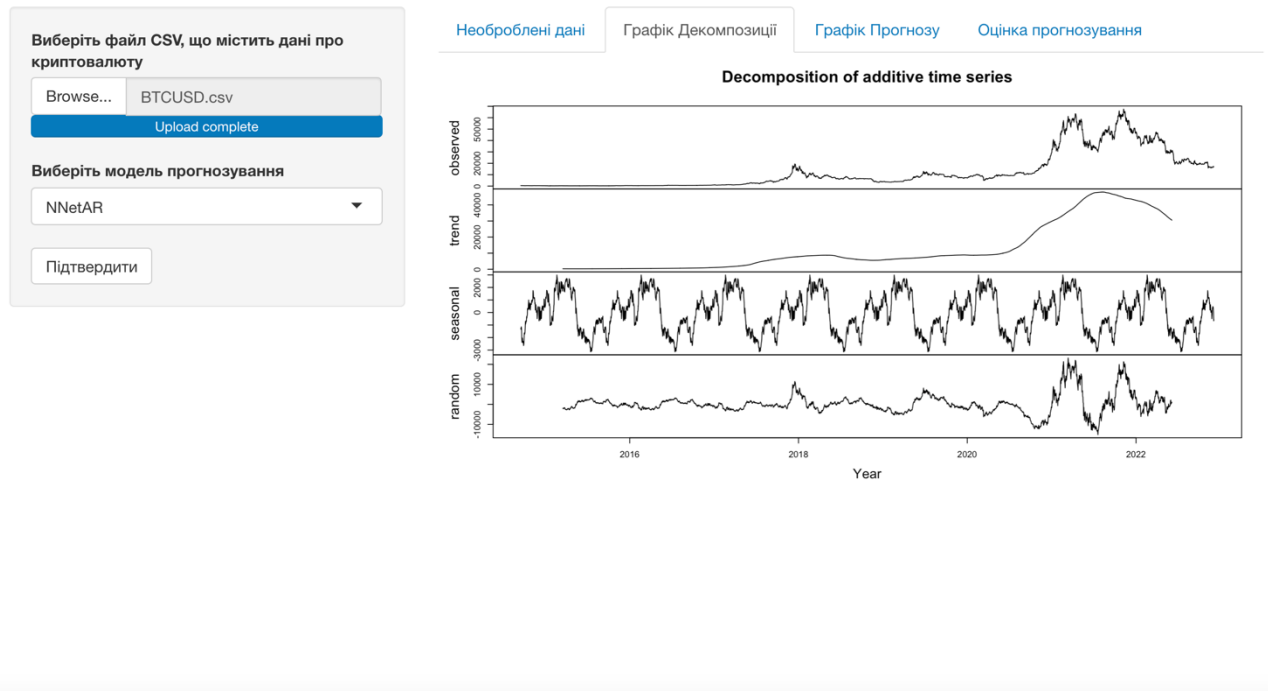 Виберіть файл CSV, що містить дані про
криптовалюту
Browse... BTCUSD.csv
Upload complete
Виберіть модель прогнозування
NNetAR
Підтвердити
Необроблені дані Графік Декомпозиції Графік Прогнозу Оцінка прогнозування
Decomposition of additive time series
observed
0 20000 50000
trend
0 20000 40000
seasonal
-3000 0 2000
random
-10000 10000
2016 2018 2020 2022
Year